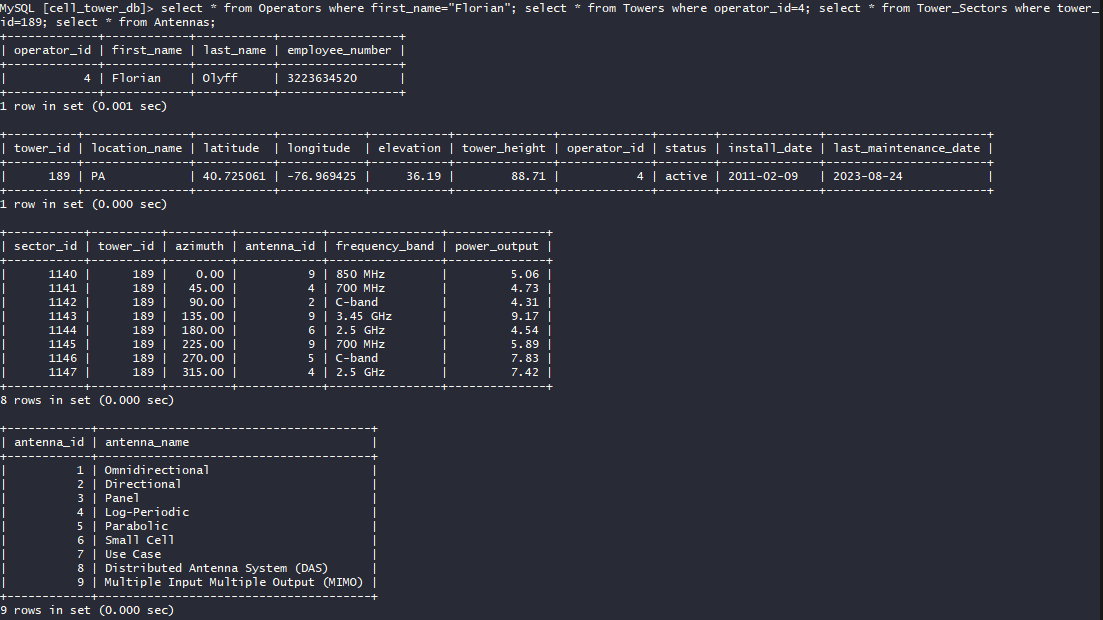 MySQL [cell_tower_db]> select * from Operators where first_name="Florian"; select * from Towers where operator_id=4; select * from Tower_Sectors where tower_
id=189; select * from Antennas;
+-------------+------------+-----------+-----------------+
| operator_id | first_name | last_name | employee_number |
+-------------+------------+-----------+-----------------+
|           4 | Florian    | Olyff     | 3223634520      |
+-------------+------------+-----------+-----------------+
1 row in set (0.001 sec)

+----------+---------------+-----------+------------+-----------+--------------+-------------+--------+--------------+-----------------------+
| tower_id | location_name | latitude  | longitude  | elevation | tower_height | operator_id | status | install_date | last_maintenance_date |
+----------+---------------+-----------+------------+-----------+--------------+-------------+--------+--------------+-----------------------+
|      189 | PA            | 40.725061 | -76.969425 |     36.19 |        88.71 |           4 | active | 2011-02-09   | 2023-08-24            |
+----------+---------------+-----------+------------+-----------+--------------+-------------+--------+--------------+-----------------------+
1 row in set (0.000 sec)

+-----------+----------+---------+------------+----------------+--------------+
| sector_id | tower_id | azimuth | antenna_id | frequency_band | power_output |
+-----------+----------+---------+------------+----------------+--------------+
|      1140 |      189 |    0.00 |          9 | 850 MHz        |         5.06 |
|      1141 |      189 |   45.00 |          4 | 700 MHz        |         4.73 |
|      1142 |      189 |   90.00 |          2 | C-band         |         4.31 |
|      1143 |      189 |  135.00 |          9 | 3.45 GHz       |         9.17 |
|      1144 |      189 |  180.00 |          6 | 2.5 GHz        |         4.54 |
|      1145 |      189 |  225.00 |          9 | 700 MHz        |         5.89 |
|      1146 |      189 |  270.00 |          5 | C-band         |         7.83 |
|      1147 |      189 |  315.00 |          4 | 2.5 GHz        |         7.42 |
+-----------+----------+---------+------------+----------------+--------------+
8 rows in set (0.000 sec)

+------------+---------------------------------------+
| antenna_id | antenna_name                          |
+------------+---------------------------------------+
|          1 | Omnidirectional                       |
|          2 | Directional                           |
|          3 | Panel                                 |
|          4 | Log-Periodic                          |
|          5 | Parabolic                             |
|          6 | Small Cell                            |
|          7 | Use Case                              |
|          8 | Distributed Antenna System (DAS)      |
|          9 | Multiple Input Multiple Output (MIMO) |
+------------+---------------------------------------+
9 rows in set (0.000 sec)